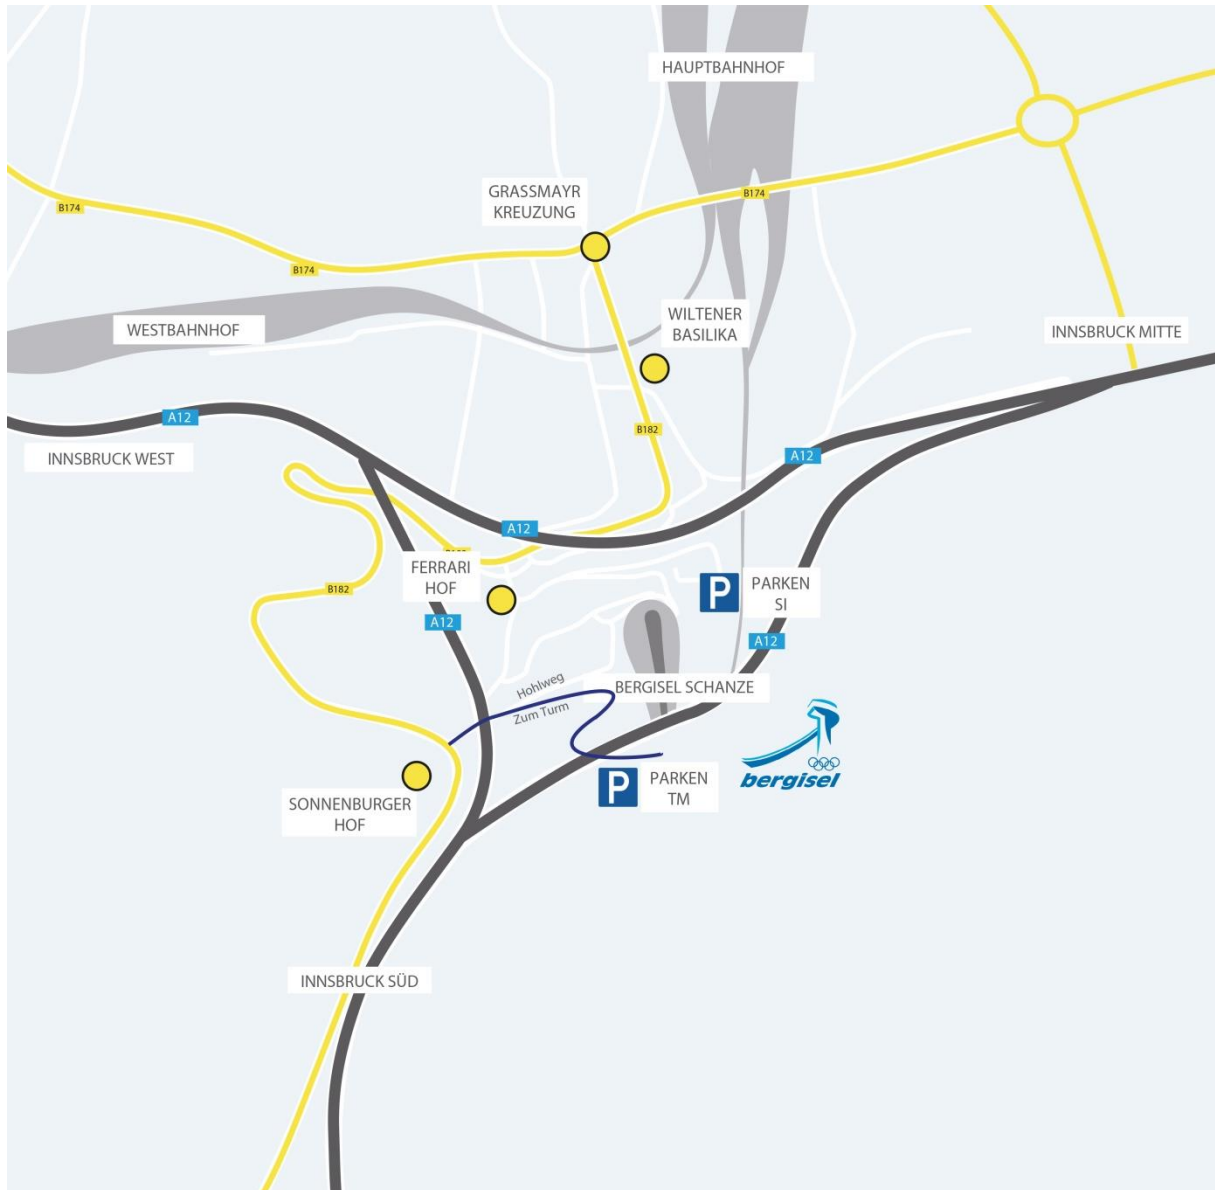 HAUPTBAHNHOF
GRASSMAYR
KREUZUNG
B174
B174
B174
WILTENER
BASILIKA
WESTBAHNHOF
INNSBRUCK MITTE
A12
INNSBRUCK WEST
B182
A12
A12
FERRARI
HOF
B182
PARKEN
SI
P
A12
A12
Hohlweg
Zum Turm
BERGISEL SCHANZE
bergisel
P
PARKEN
TM
SONNENBURGER
HOF
INNSBRUCK SÜD